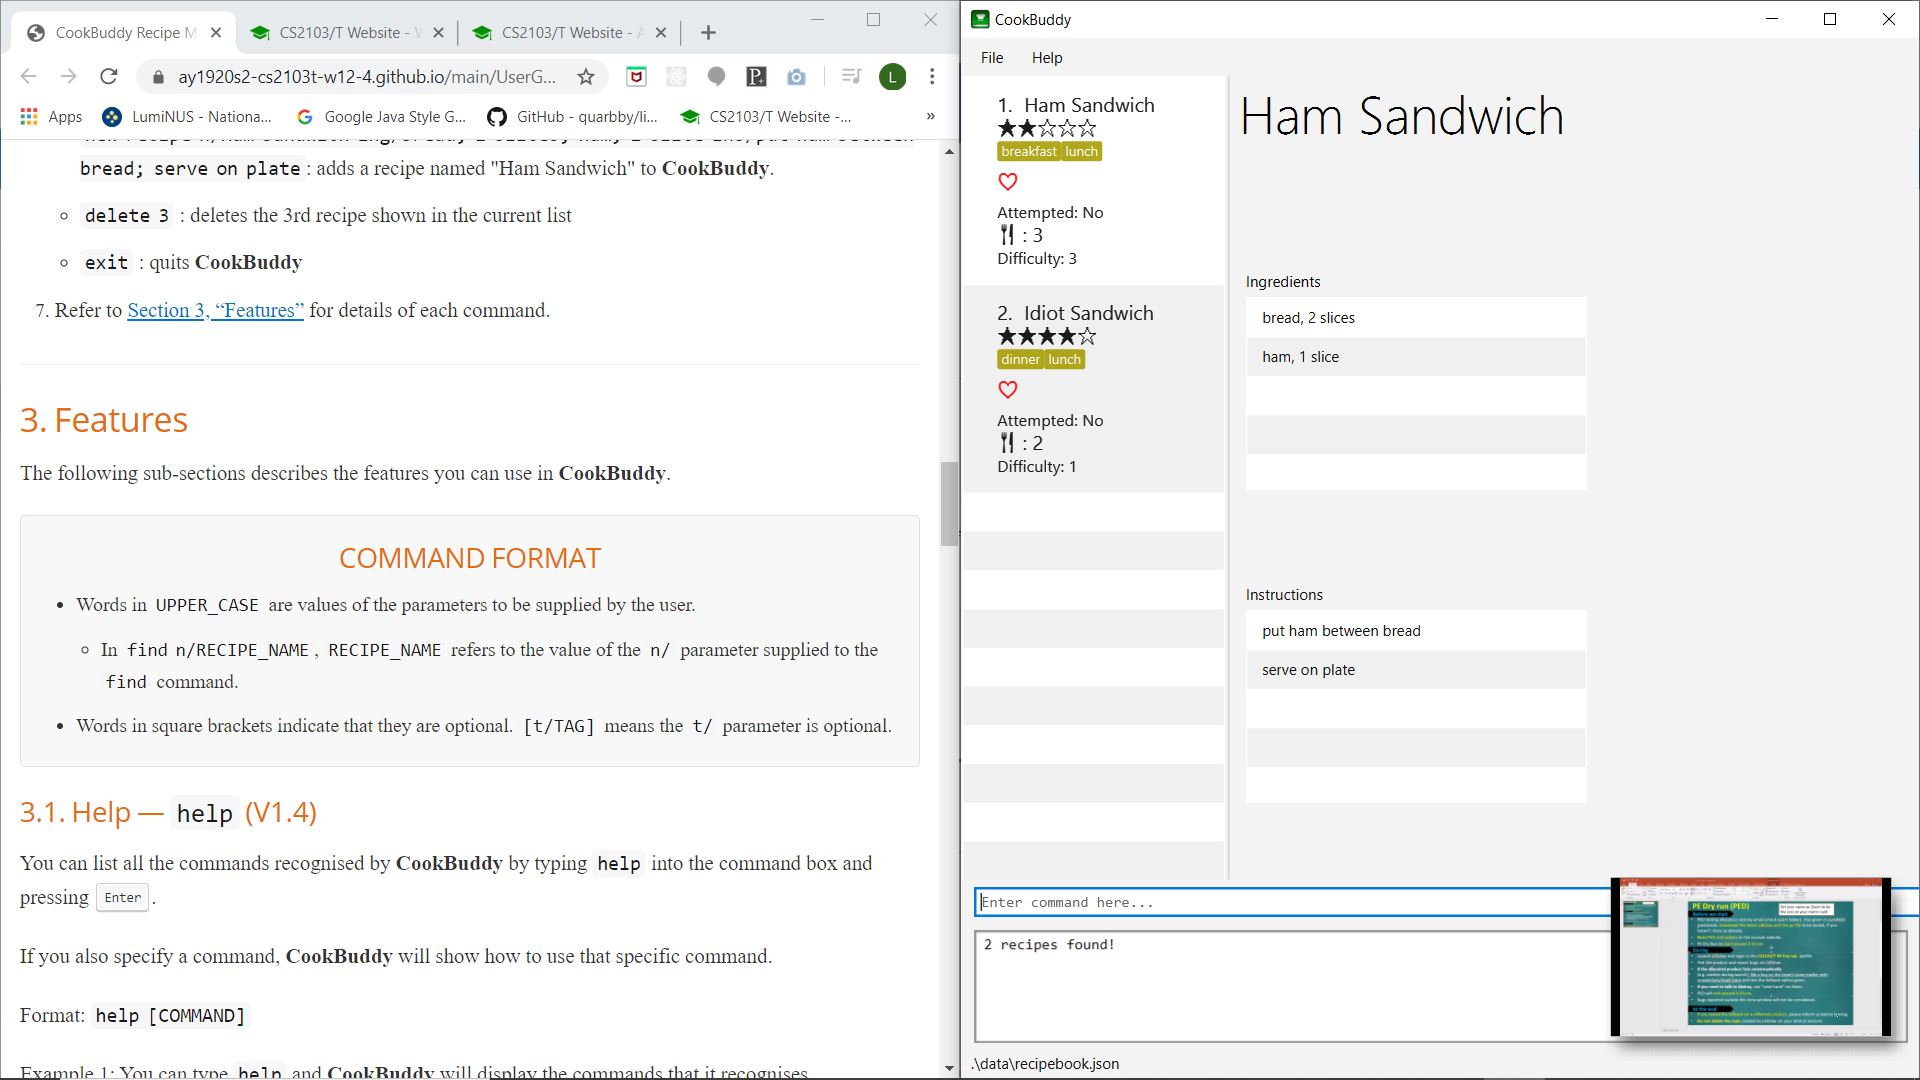 CookBuddy Recipe M
CS2103/T Website - V
CS2103/T Website - A
ay1920s2-cs2103t-w12-4.github.io/main/UserG...
L
Apps
LumiNUS - Nationa...
Google Java Style G...
GitHub - quarbby/li...
CS2103/T Website -...
»
bread; serve on plate : adds a recipe named "Ham Sandwich" to CookBuddy.
delete 3 : deletes the 3rd recipe shown in the current list
exit : quits CookBuddy
7. Refer to Section 3, “Features” for details of each command.
3. Features
The following sub-sections describes the features you can use in CookBuddy.
COMMAND FORMAT
Words in UPPER_CASE are values of the parameters to be supplied by the user.
In find n/RECIPE_NAME , RECIPE_NAME refers to the value of the n/ parameter supplied to the
find command.
Words in square brackets indicate that they are optional. [t/TAG] means the t/ parameter is optional.
3.1. Help — help (V1.4)
You can list all the commands recognised by CookBuddy by typing help into the command box and
pressing Enter .
If you also specify a command, CookBuddy will show how to use that specific command.
Format: help [COMMAND]
Example 1: You can type help and CookBuddy will display the commands that it recognises
CookBuddy
File Help
1. Ham Sandwich
breakfast lunch
Attempted: No
: 3
Difficulty: 3
2. Idiot Sandwich
dinner lunch
Attempted: No
: 2
Difficulty: 1
Ham Sandwich
Ingredients
bread, 2 slices
ham, 1 slice
Instructions
put ham between bread
serve on plate
Enter command here...
2 recipes found!
.\data\recipebook.json
PE Dry run (PED)
Before we start
During
At the end